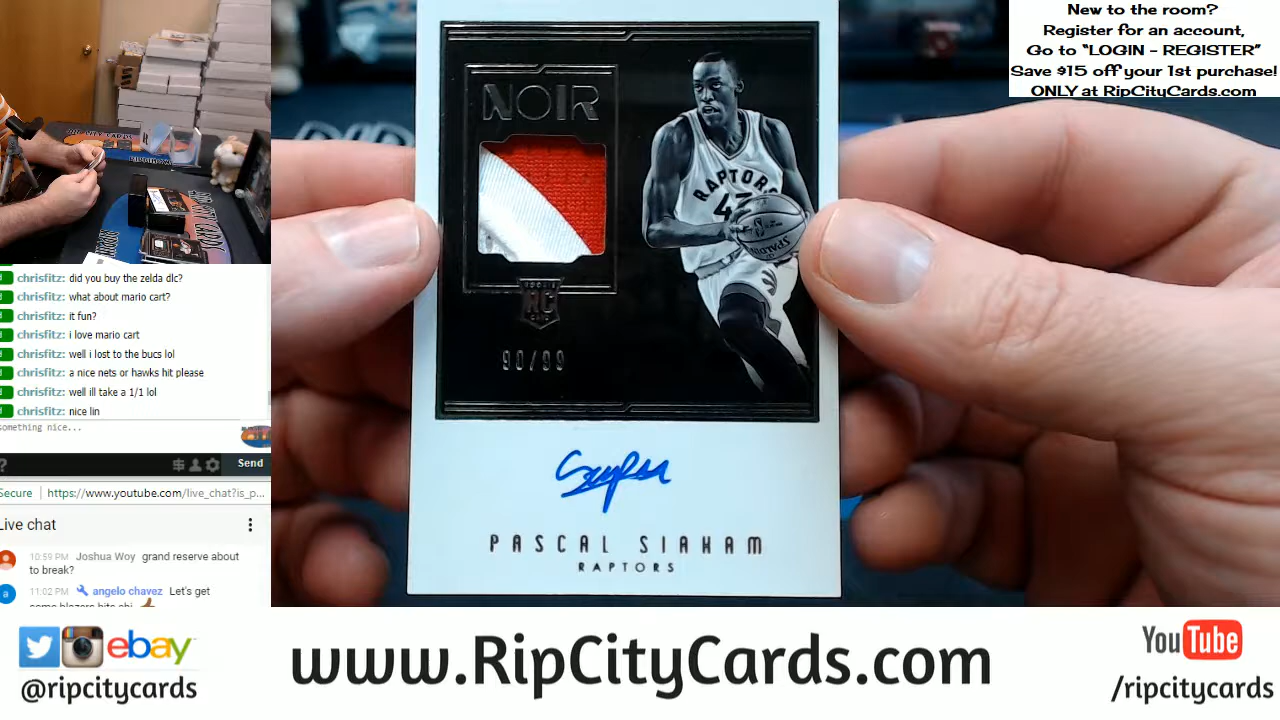 New to the room?
Register for an account,
Go to “LOGIN - REGISTER”
Save $15 off your 1st purchase!
ONLY at RipCityCards.com
NOIR
RAPTORS
SPALDING
ROOKIE
RC
CARD
90/99
PASCAL SIAKAM
RAPTORS
chrisfitz: did you buy the zelda dlc?
chrisfitz: what about mario cart?
chrisfitz: it fun?
chrisfitz: i love mario cart
chrisfitz: well i lost to the bucs lol
chrisfitz: a nice nets or hawks hit please
chrisfitz: well ill take a 1/1 lol
chrisfitz: nice lin
something nice...
Send
Secure
https://www.youtube.com/live_chat?is_p...
Live chat
10:59 PM Joshua Woy grand reserve about
to break?
11:02 PM angelo chavez Let's get
ebay
@ripcitycards
www.RipCityCards.com
YouTube
/ripcitycards